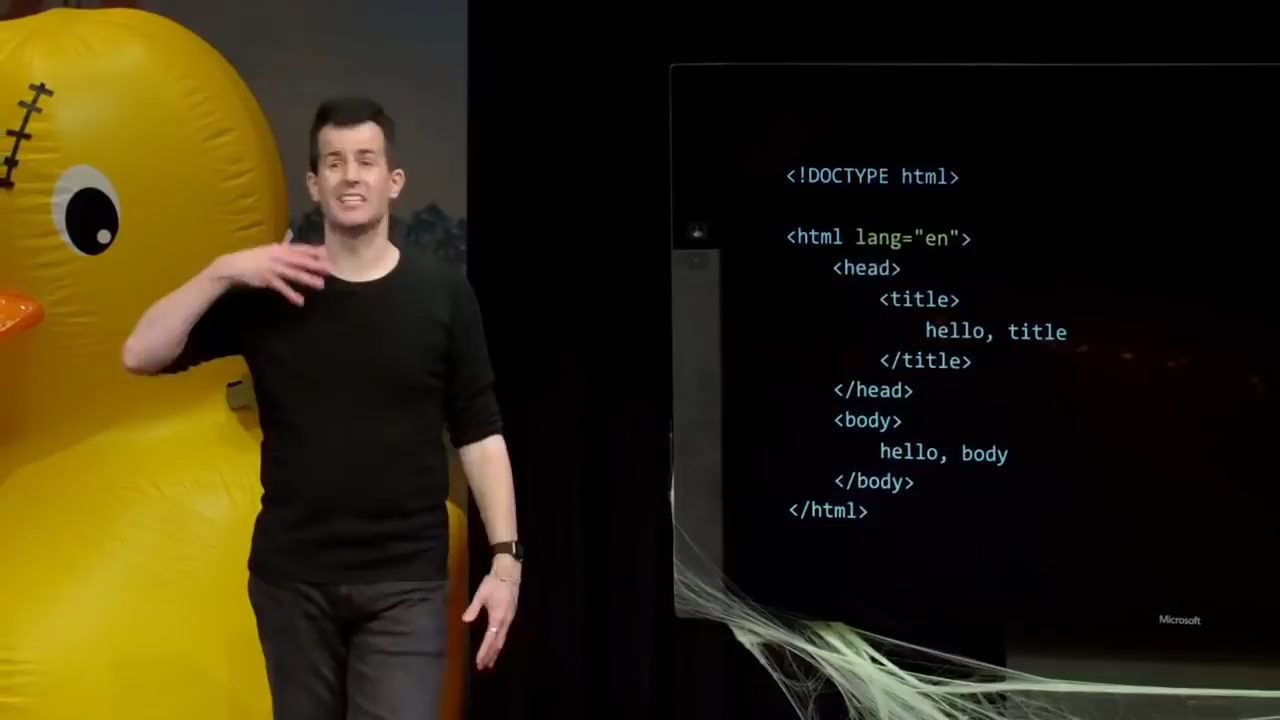 <!DOCTYPE html>
<html lang="en">
<head>
<title>
hello, title
</title>
</head>
<body>
hello, body
</body>
</html>
Microsoft